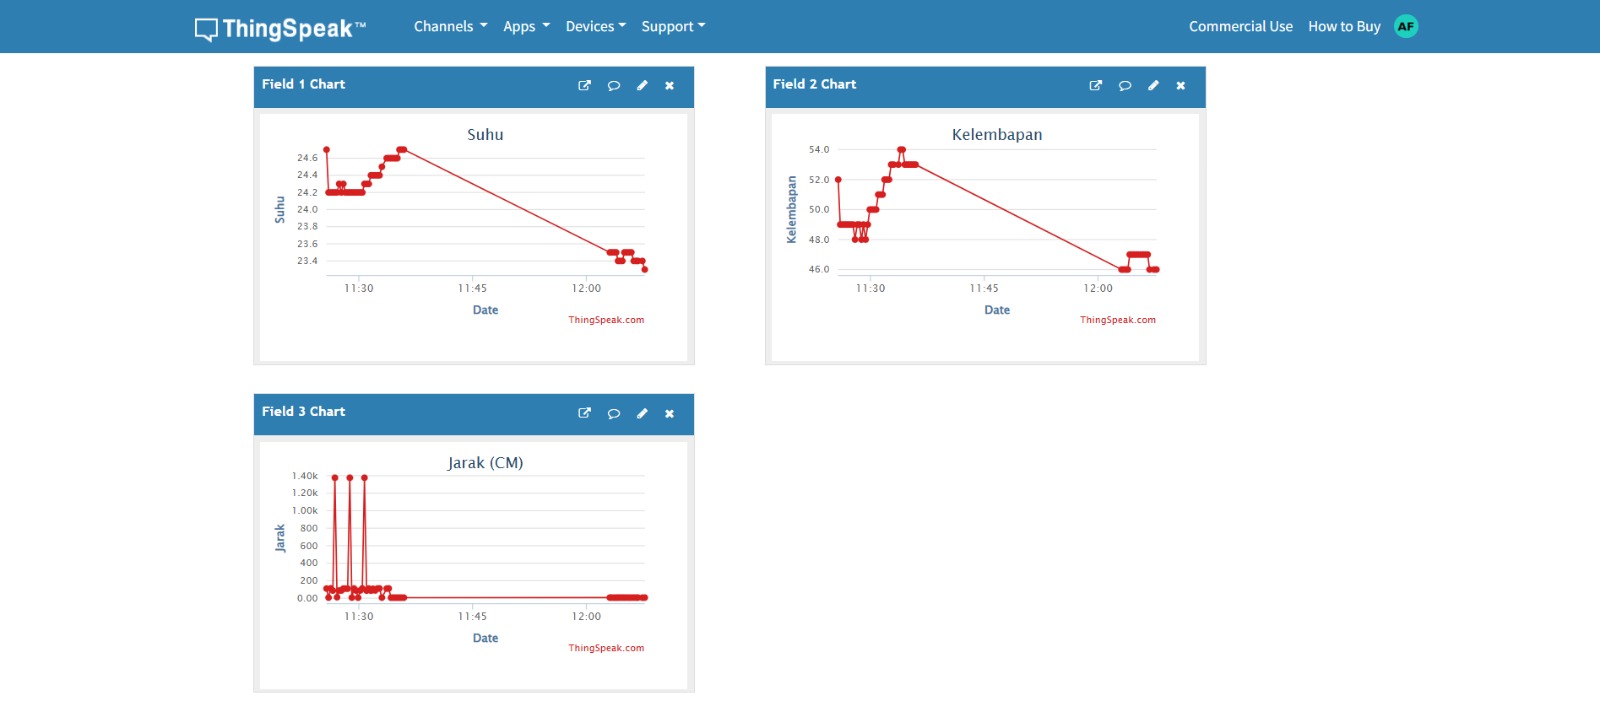 ThingSpeak™ Channels Apps Devices Support Commercial Use How to Buy AF
Field 1 Chart
Suhu
Suhu
24.6
24.4
24.2
24.0
23.8
23.6
23.4
11:30 11:45 12:00
Date
ThingSpeak.com
Field 2 Chart
Kelembapan
Kelembapan
54.0
52.0
50.0
48.0
46.0
11:30 11:45 12:00
Date
ThingSpeak.com
Field 3 Chart
Jarak (CM)
Jarak
1.40k
1.20k
1.00k
800
600
400
200
0.00
11:30 11:45 12:00
Date
ThingSpeak.com